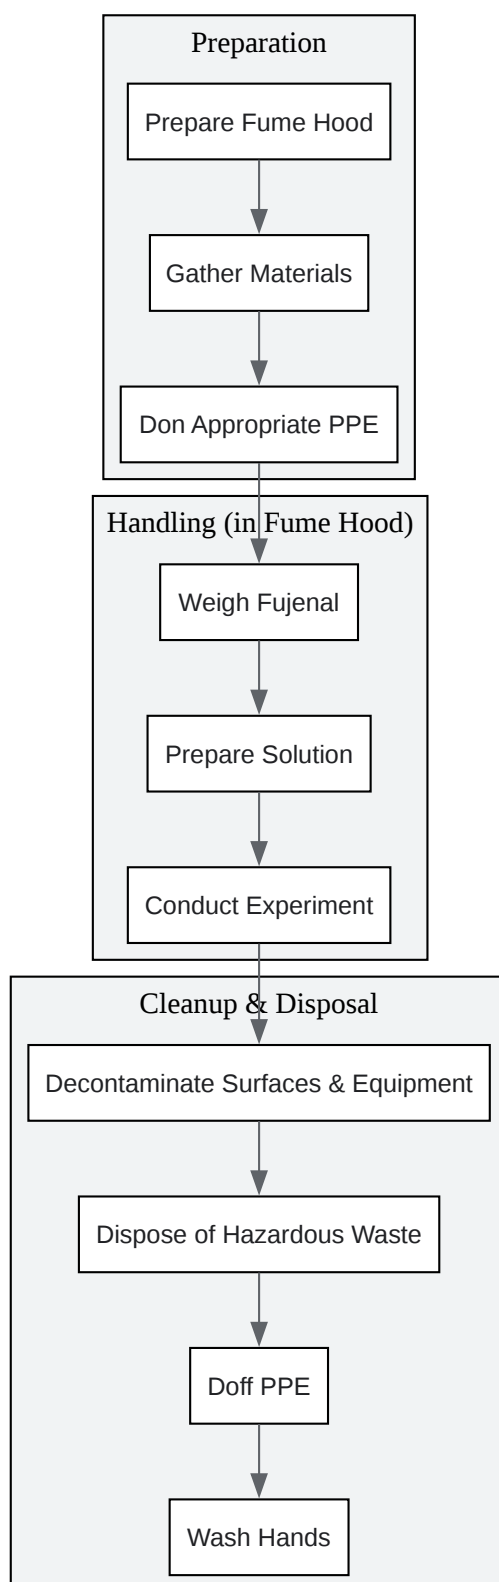 Preparation
Prepare Fume Hood
Gather Materials
Don Appropriate PPE
Handling (in Fume Hood)
Weigh Fujenal
Prepare Solution
Conduct Experiment
Cleanup & Disposal
Decontaminate Surfaces & Equipment
Dispose of Hazardous Waste
Doff PPE
Wash Hands